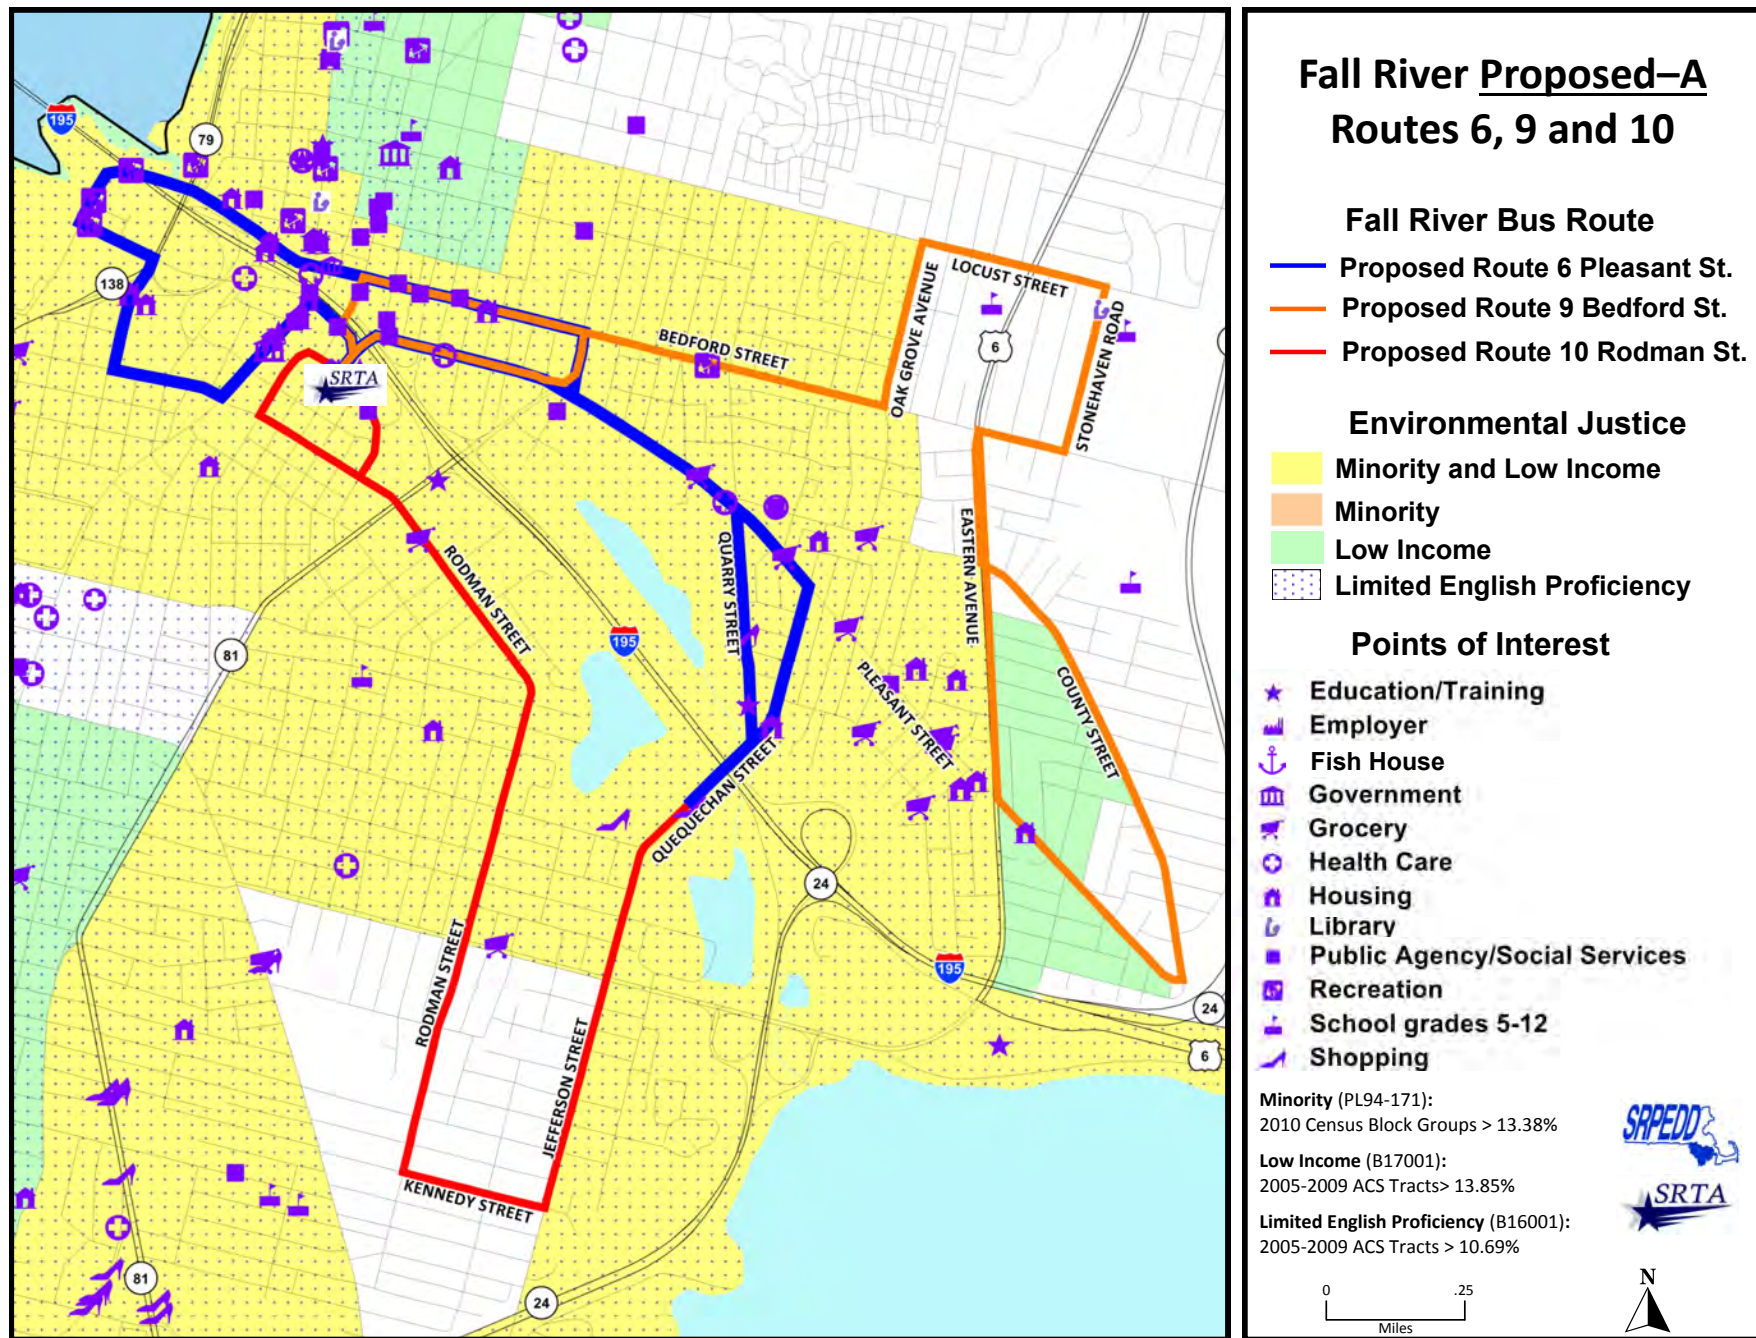 Fall River Proposed–A
Routes 6, 9 and 10
Fall River Bus Route
Proposed Route 6 Pleasant St.
Proposed Route 9 Bedford St.
Proposed Route 10 Rodman St.
Environmental Justice
Minority and Low Income
Minority
Low Income
Limited English Proficiency
Points of Interest
Education/Training
Employer
Fish House
Government
Grocery
Health Care
Housing
Library
Public Agency/Social Services
Recreation
School grades 5-12
Shopping
Minority (PL94-171):
2010 Census Block Groups > 13.38%
Low Income (B17001):
2005-2009 ACS Tracts> 13.85%
Limited English Proficiency (B16001):
2005-2009 ACS Tracts > 10.69%
SRPEDD
SRTA
0 .25
Miles
N
195
79
138
LOCUST STREET
OAK GROVE AVENUE
STONEHAVEN ROAD
6
BEDFORD STREET
SRTA
EASTERN AVENUE
QUARRY STREET
RODMAN STREET
81
195
PLEASANT STREET
COUNTY STREET
QUEQUECHAN STREET
24
195
24
6
RODMAN STREET
JEFFERSON STREET
KENNEDY STREET
81
24